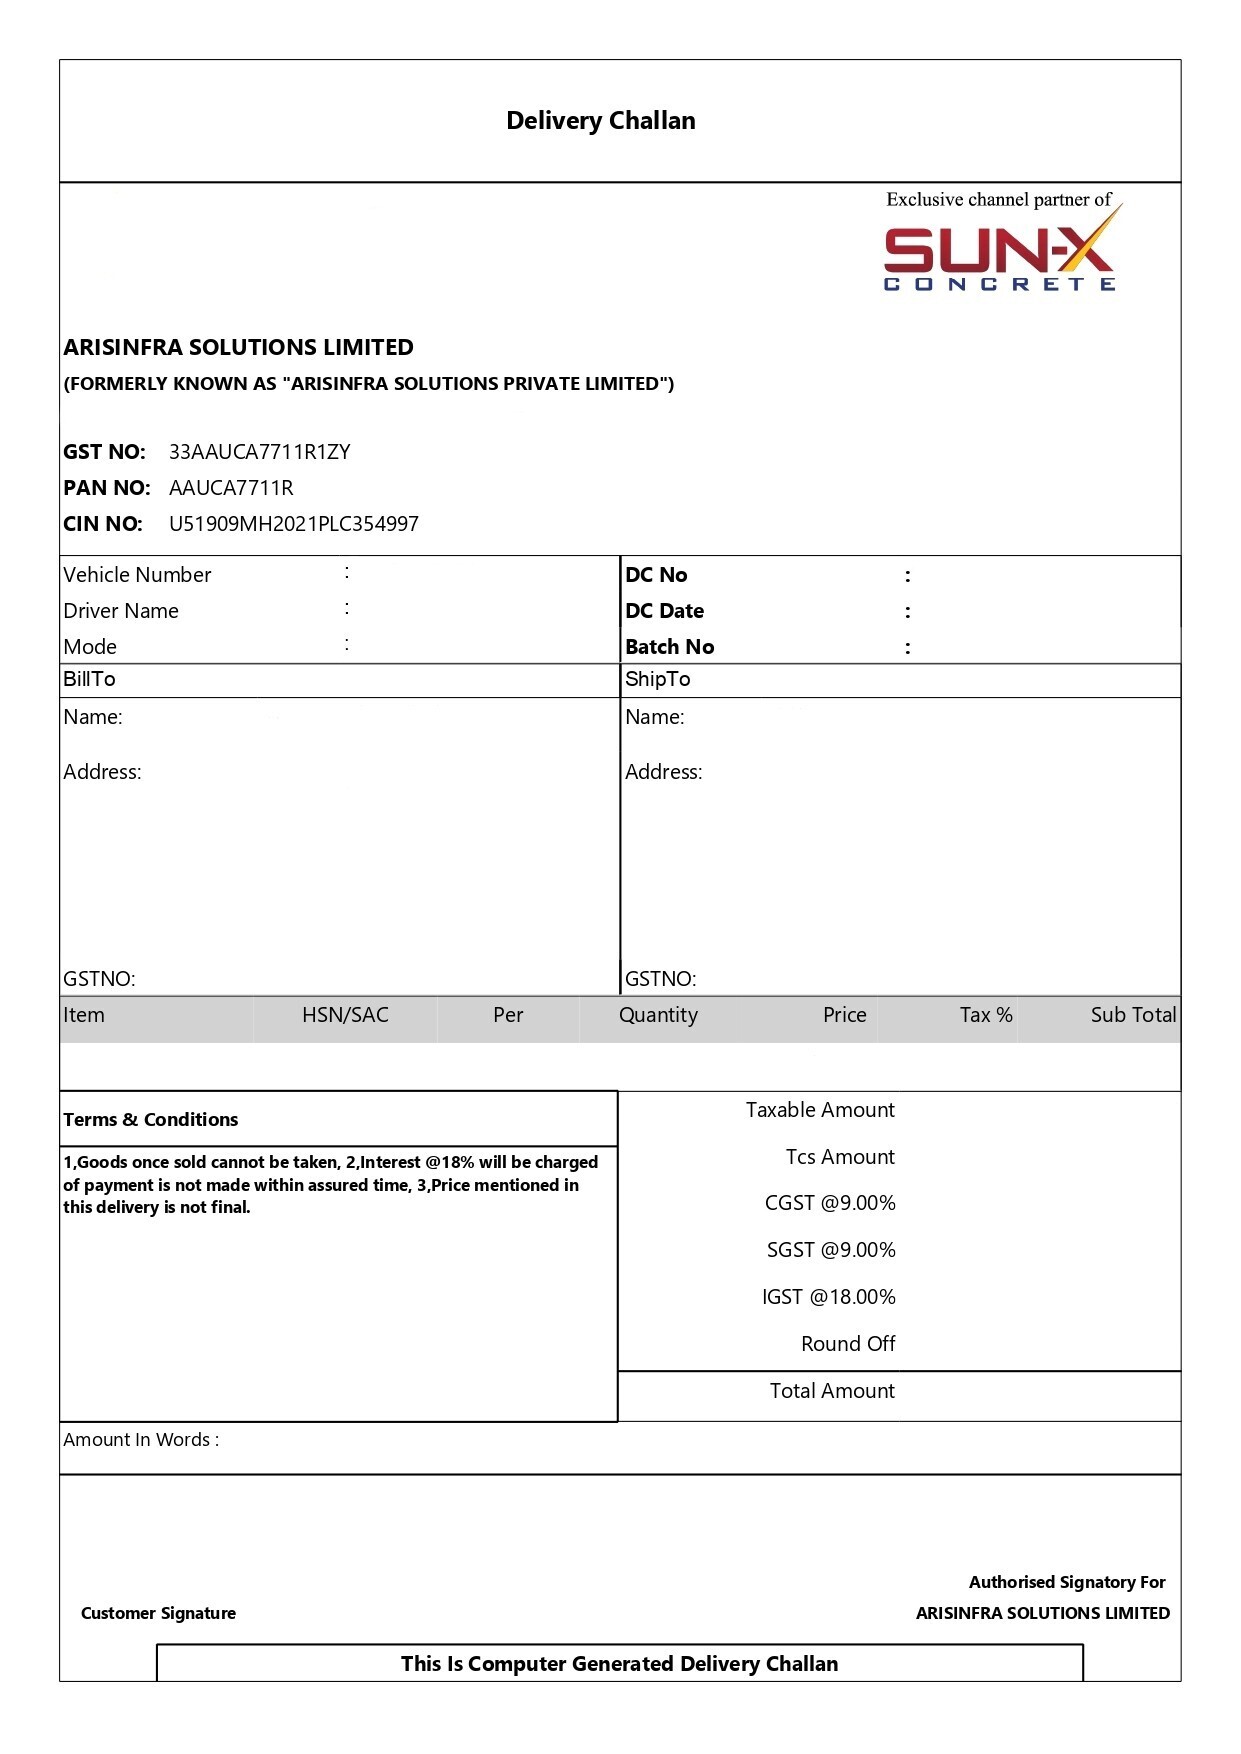 Delivery Challan
Exclusive channel partner of
SUN-X
CONCRETE
ARISINFRA SOLUTIONS LIMITED
(FORMERLY KNOWN AS "ARISINFRA SOLUTIONS PRIVATE LIMITED")
GST NO: 33AAUCA7711R1ZY
PAN NO: AAUCA7711R
CIN NO: U51909MH2021PLC354997
Vehicle Number : DC No :
Driver Name : DC Date :
Mode : Batch No :
BillTo ShipTo
Name: Name:
Address: Address:
GSTNO: GSTNO:
Item HSN/SAC Per Quantity Price Tax % Sub Total
Terms & Conditions
1,Goods once sold cannot be taken, 2,Interest @18% will be charged
of payment is not made within assured time, 3,Price mentioned in
this delivery is not final.
Taxable Amount
Tcs Amount
CGST @9.00%
SGST @9.00%
IGST @18.00%
Round Off
Total Amount
Amount In Words :
Authorised Signatory For
Customer Signature ARISINFRA SOLUTIONS LIMITED
This Is Computer Generated Delivery Challan